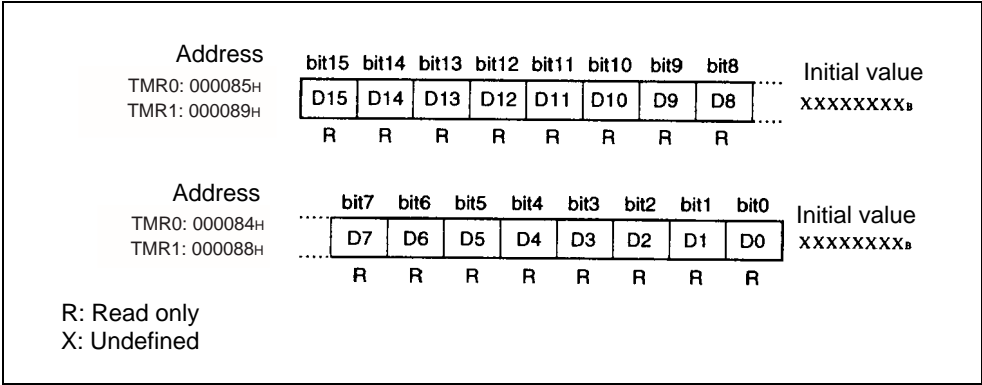 Address
bit15 bit14 bit13 bit12 bit11 bit10 bit9 bit8
Initial value
TMR0: 000085H
TMR1: 000089H
D15 D14 D13 D12 D11 D10 D9 D8
XXXXXXXXB
R R R R R R R R
Address
bit7 bit6 bit5 bit4 bit3 bit2 bit1 bit0
Initial value
TMR0: 000084H
TMR1: 000088H
D7 D6 D5 D4 D3 D2 D1 D0
XXXXXXXXB
R R R R R R R R
R: Read only
X: Undefined